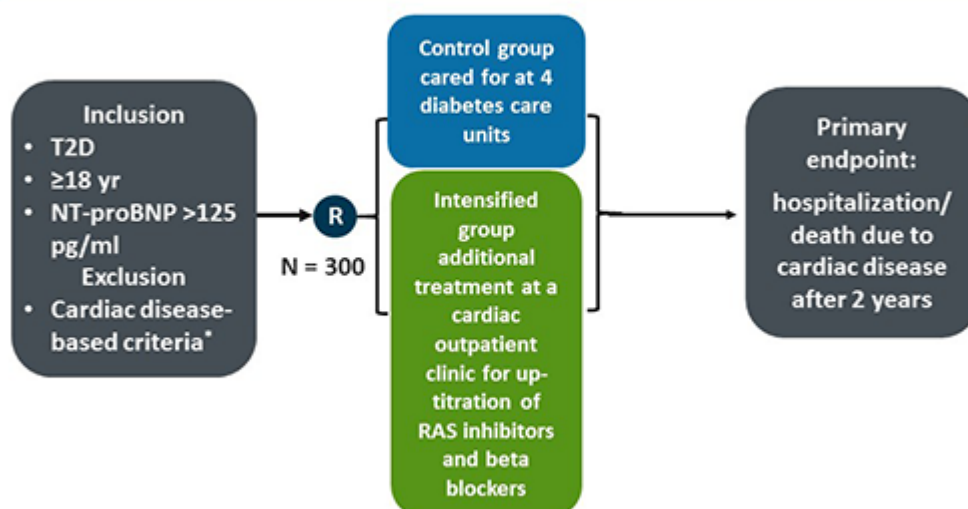 Inclusion
• T2D
• ≥18 yr
• NT-proBNP >125
pg/ml
Exclusion
• Cardiac disease-
based criteria*
R
N = 300
Control group
cared for at 4
diabetes care
units
Intensified
group
additional
treatment at a
cardiac
outpatient
clinic for up-
titration of
RAS inhibitors
and beta
blockers
Primary
endpoint:
hospitalization/
death due to
cardiac disease
after 2 years